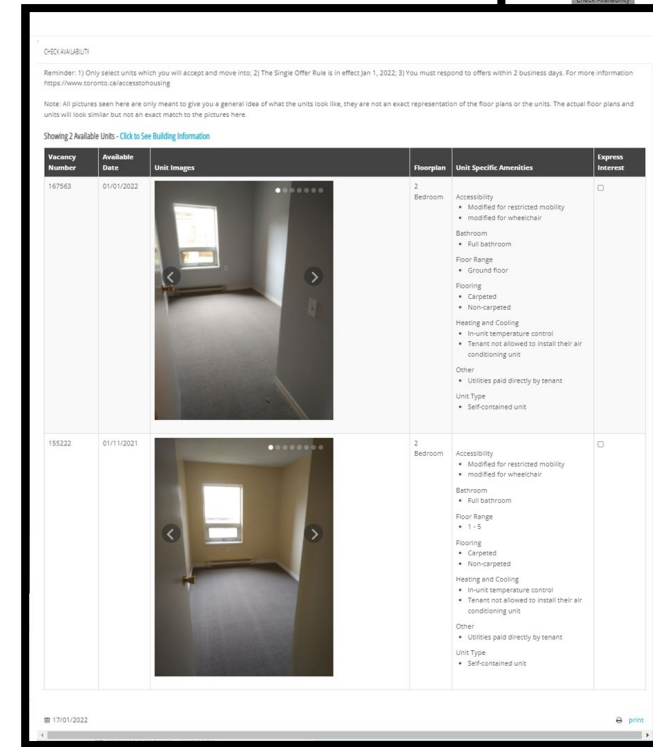 Check Availability
CHECK AVAILABILITY
Reminder: 1) Only select units which you will accept and move into; 2) The Single Offer Rule is in effect Jan 1, 2022; 3) You must respond to offers within 2 business days. For more information
https://www.toronto.ca/accesstohousing
Note: All pictures seen here are only meant to give you a general idea of what the units look like, they are not an exact representation of the floor plans or the units. The actual floor plans and
units will look similar but not an exact match to the pictures here.
Showing 2 Available Units - Click to See Building Information
Vacancy Number Available Date Unit Images Floorplan Unit Specific Amenities Express Interest
167563 01/01/2022 2 Bedroom
Accessibility
• Modified for restricted mobility
• modified for wheelchair
Bathroom
• Full bathroom
Floor Range
• Ground floor
Flooring
• Carpeted
• Non-carpeted
Heating and Cooling
• In-unit temperature control
• Tenant not allowed to install their air
conditioning unit
Other
• Utilities paid directly by tenant
Unit Type
• Self-contained unit
155222 01/11/2021 2 Bedroom
Accessibility
• Modified for restricted mobility
• modified for wheelchair
Bathroom
• Full bathroom
Floor Range
• 1 - 5
Flooring
• Carpeted
• Non-carpeted
Heating and Cooling
• In-unit temperature control
• Tenant not allowed to install their air
conditioning unit
Other
• Utilities paid directly by tenant
Unit Type
• Self-contained unit
17/01/2022 print